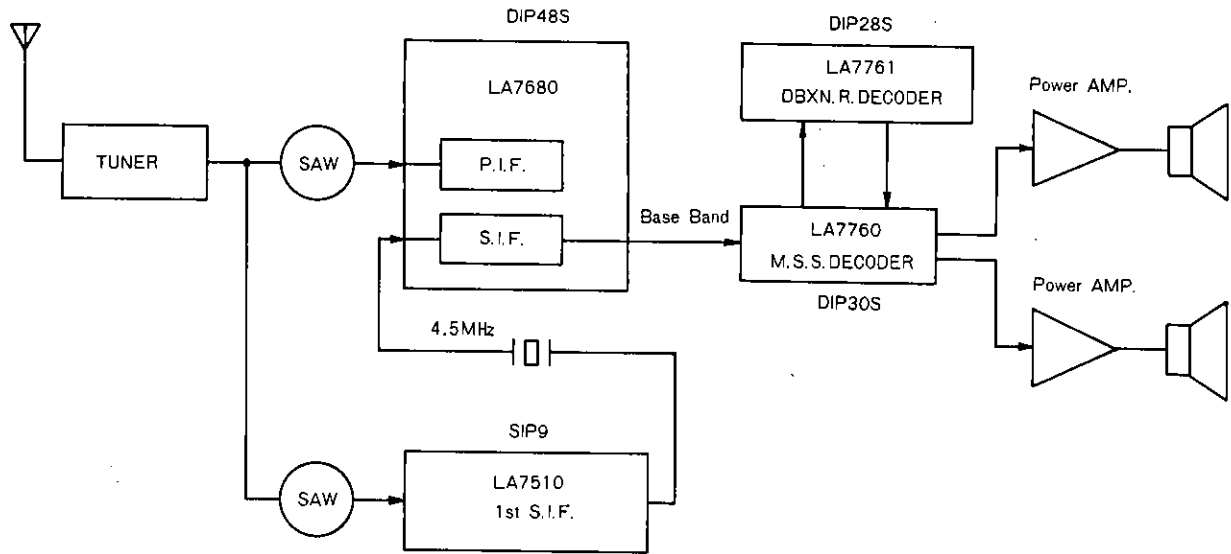 DIP48S
DIP28S
LA7680
LA7761
DBXN.R.DECODER
Power AMP.
TUNER
SAW
P.I.F.
S.I.F.
Base Band
LA7760
M.S.S.DECODER
DIP30S
Power AMP.
4.5MHz
SIP9
SAW
LA7510
1st S.I.F.